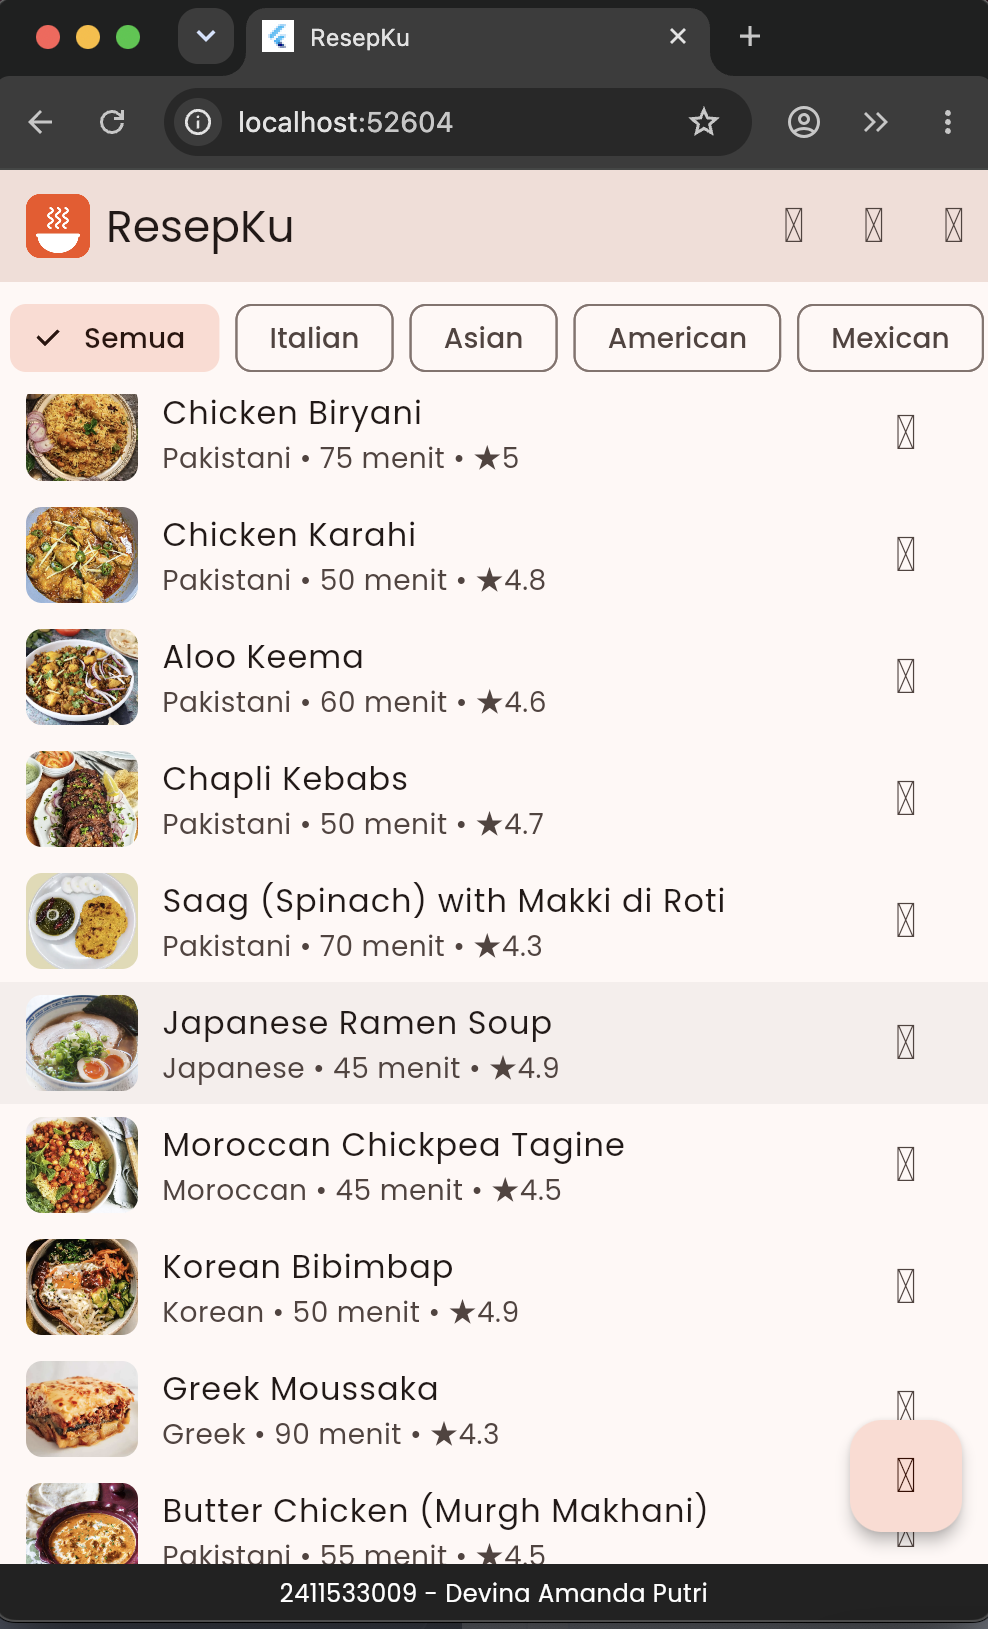 ResepKu
localhost:52604
ResepKu
Semua
Italian
Asian
American
Mexican
Chicken Biryani
Pakistani • 75 menit • ★5
Chicken Karahi
Pakistani • 50 menit • ★4.8
Aloo Keema
Pakistani • 60 menit • ★4.6
Chapli Kebabs
Pakistani • 50 menit • ★4.7
Saag (Spinach) with Makki di Roti
Pakistani • 70 menit • ★4.3
Japanese Ramen Soup
Japanese • 45 menit • ★4.9
Moroccan Chickpea Tagine
Moroccan • 45 menit • ★4.5
Korean Bibimbap
Korean • 50 menit • ★4.9
Greek Moussaka
Greek • 90 menit • ★4.3
Butter Chicken (Murgh Makhani)
Pakistani • 55 menit • ★4.5
2411533009 - Devina Amanda Putri